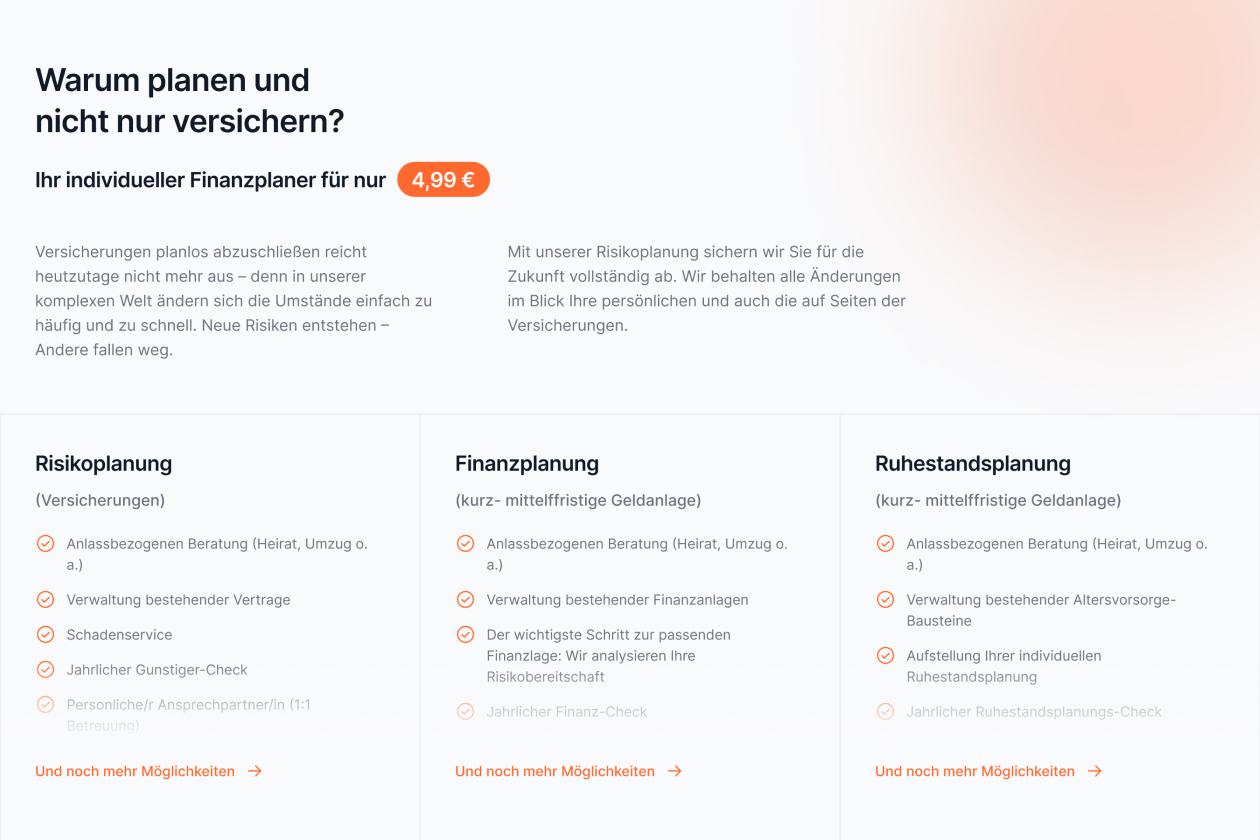 Warum planen und
nicht nur versichern?
Ihr individueller Finanzplaner für nur 4,99 €
Versicherungen planlos abzuschließen reicht
heutzutage nicht mehr aus – denn in unserer
komplexen Welt ändern sich die Umstände einfach zu
häufig und zu schnell. Neue Risiken entstehen –
Andere fallen weg.
Mit unserer Risikoplanung sichern wir Sie für die
Zukunft vollständig ab. Wir behalten alle Änderungen
im Blick Ihre persönlichen und auch die auf Seiten der
Versicherungen.
Risikoplanung
(Versicherungen)
Anlassbezogenen Beratung (Heirat, Umzug o.
a.)
Verwaltung bestehender Vertrage
Schadenservice
Jahrlicher Gunstiger-Check
Personliche/r Ansprechpartner/in (1:1
Betreuung)
Und noch mehr Möglichkeiten
Finanzplanung
(kurz- mittelffristige Geldanlage)
Anlassbezogenen Beratung (Heirat, Umzug o.
a.)
Verwaltung bestehender Finanzanlagen
Der wichtigste Schritt zur passenden
Finanzlage: Wir analysieren Ihre
Risikobereitschaft
Jahrlicher Finanz-Check
Und noch mehr Möglichkeiten
Ruhestandsplanung
(kurz- mittelffristige Geldanlage)
Anlassbezogenen Beratung (Heirat, Umzug o.
a.)
Verwaltung bestehender Altersvorsorge-
Bausteine
Aufstellung Ihrer individuellen
Ruhestandsplanung
Jahrlicher Ruhestandsplanungs-Check
Und noch mehr Möglichkeiten